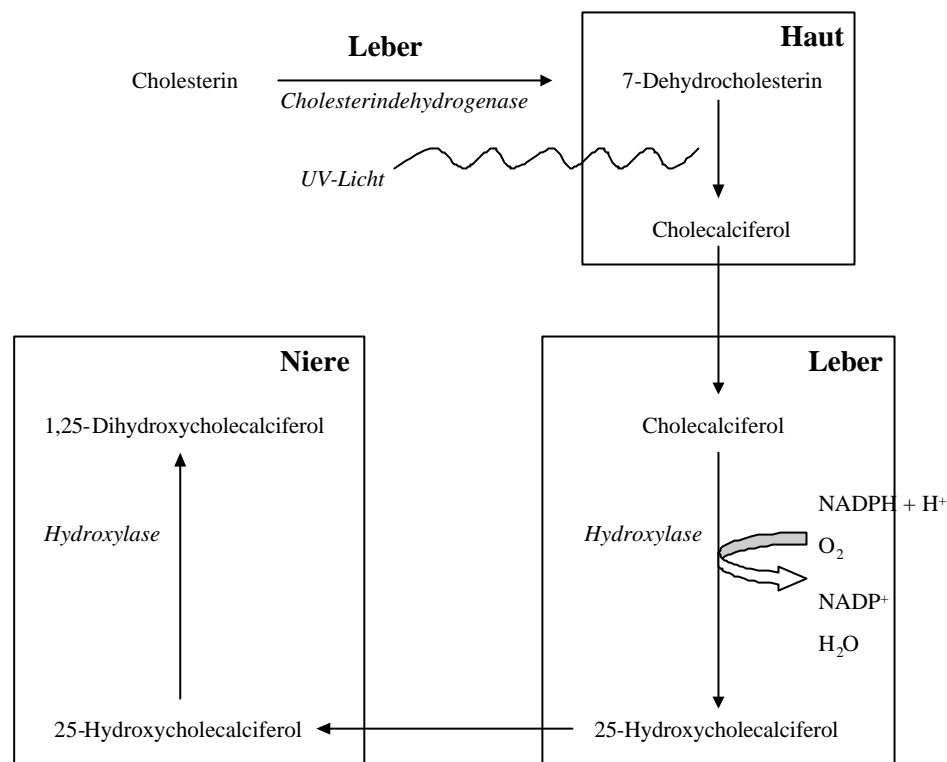 Leber
Haut
Cholesterin
7-Dehydrocholesterin
Cholesterindehydrogenase
UV-Licht
Cholecalciferol
Niere
Leber
1,25-Dihydroxycholecalciferol
Cholecalciferol
NADPH + H⁺
Hydroxylase
Hydroxylase
O₂
NADP⁺
H₂O
25-Hydroxycholecalciferol
25-Hydroxycholecalciferol